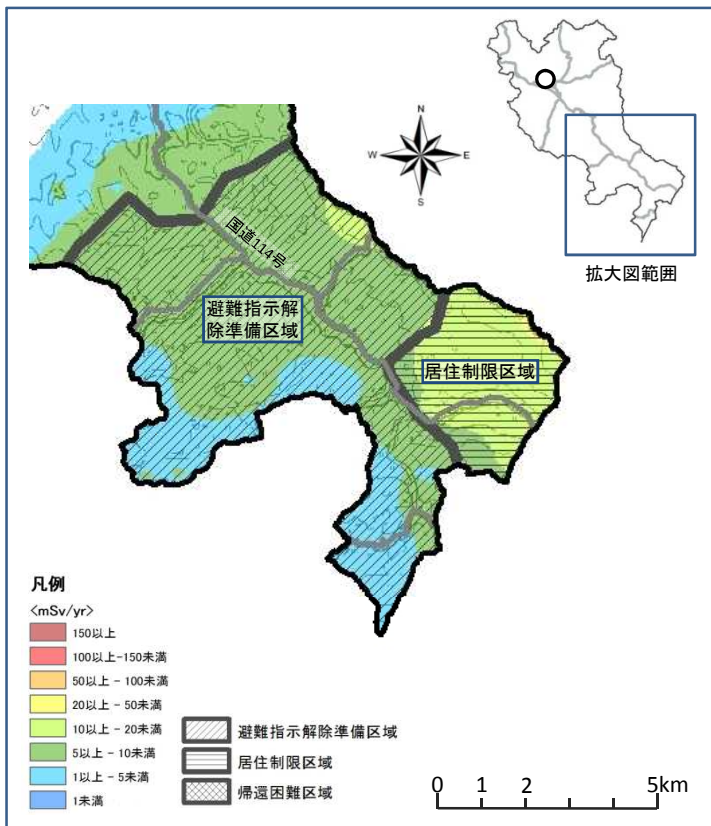 N
W E
S
拡大図範囲
国道114号
避難指示解
除準備区域
居住制限区域
凡例
<mSv/yr>
150以上
100以上-150未満
50以上 - 100未満
20以上 - 50未満
10以上 - 20未満
5以上 - 10未満
1以上 - 5未満
1未満
避難指示解除準備区域
居住制限区域
帰還困難区域
0 1 2 5km